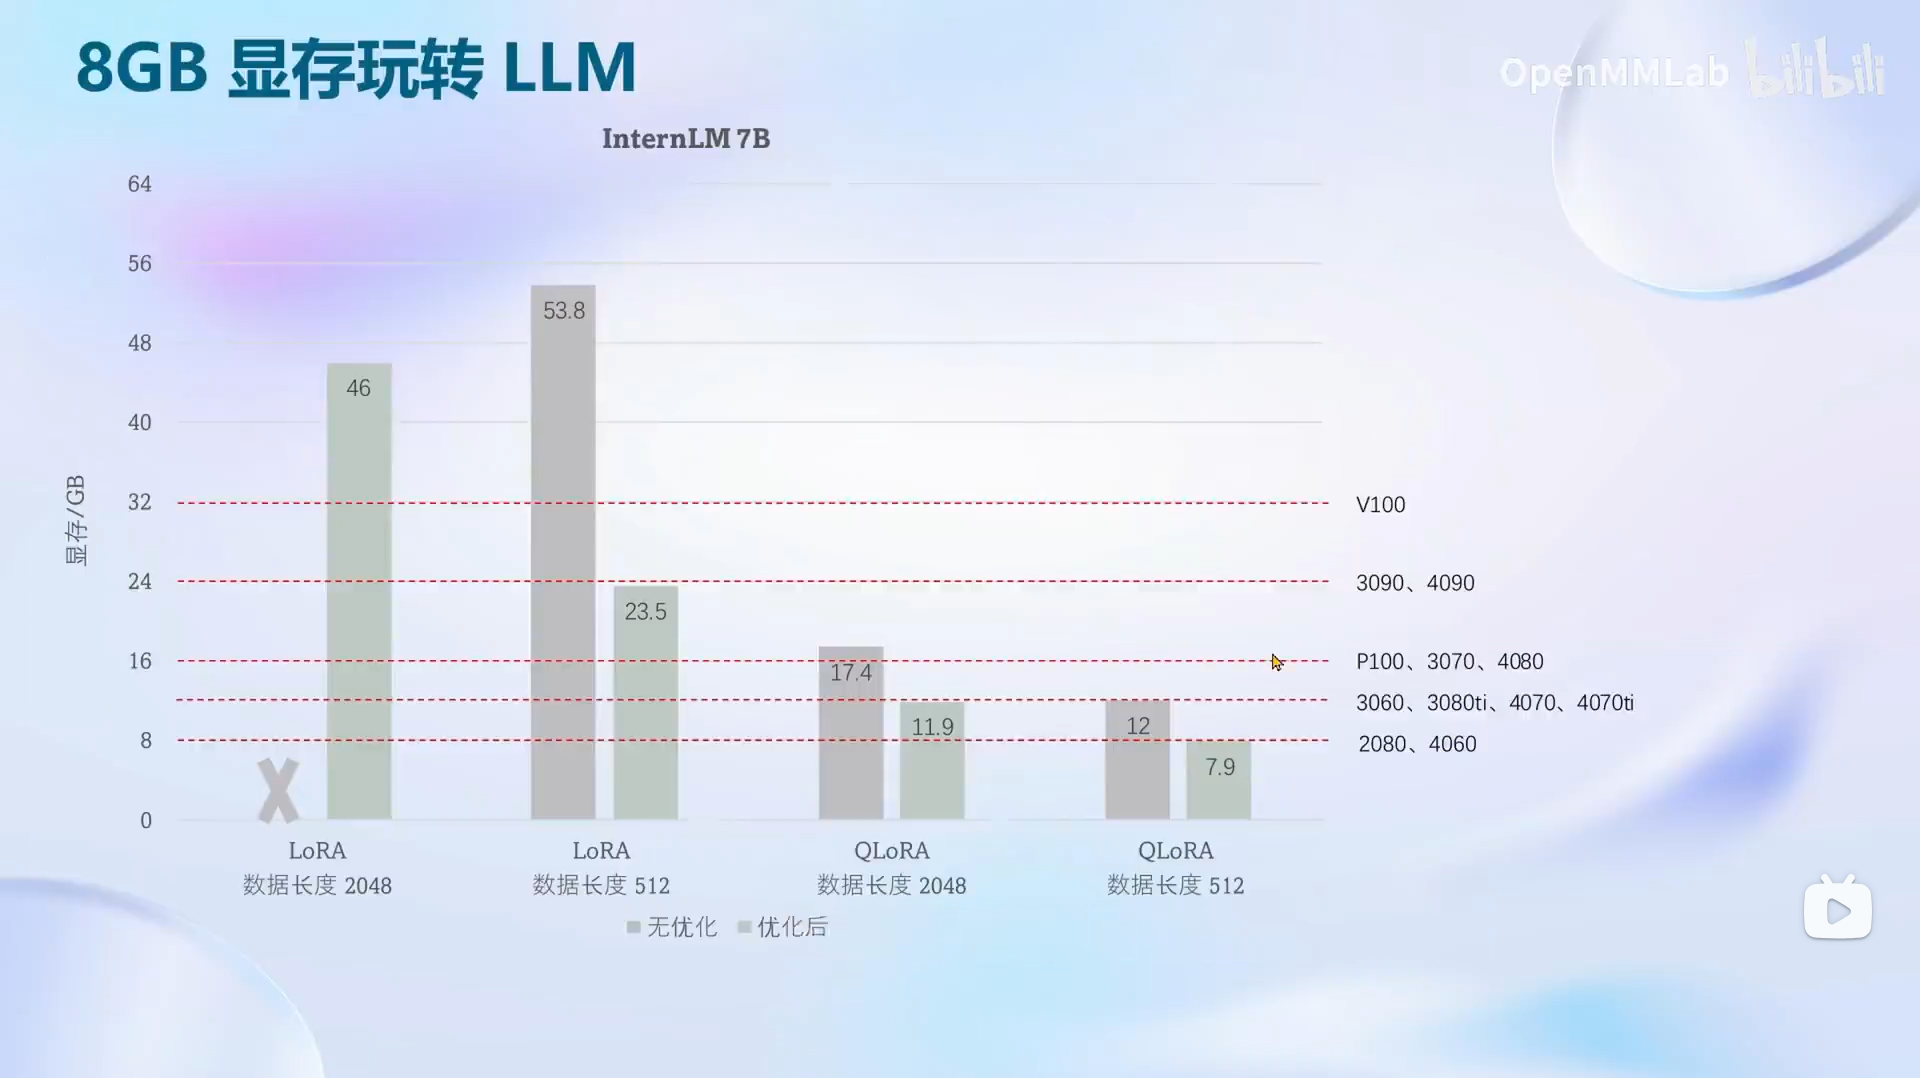 8GB 显存玩转 LLM
OpenMMLab bilibili
InternLM 7B
64
56
53.8
48
46
40
显存/GB
32
V100
24
3090、4090
23.5
16
P100、3070、4080
17.4
3060、3080ti、4070、4070ti
11.9
12
8
2080、4060
7.9
X
0
LoRA
数据长度 2048
LoRA
数据长度 512
QLoRA
数据长度 2048
QLoRA
数据长度 512
无优化 优化后